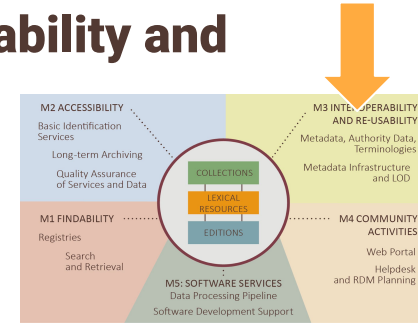 ability and
M2 ACCESSIBILITY
Basic Identification
Services
Long-term Archiving
Quality Assurance
of Services and Data
M3 INTEROPERABILITY
AND RE-USABILITY
Metadata, Authority Data,
Terminologies
Metadata Infrastructure
and LOD
COLLECTIONS
LEXICAL
RESOURCES
EDITIONS
M1 FINDABILITY
Registries
Search
and Retrieval
M4 COMMUNITY
ACTIVITIES
Web Portal
Helpdesk
and RDM Planning
M5: SOFTWARE SERVICES
Data Processing Pipeline
Software Development Support